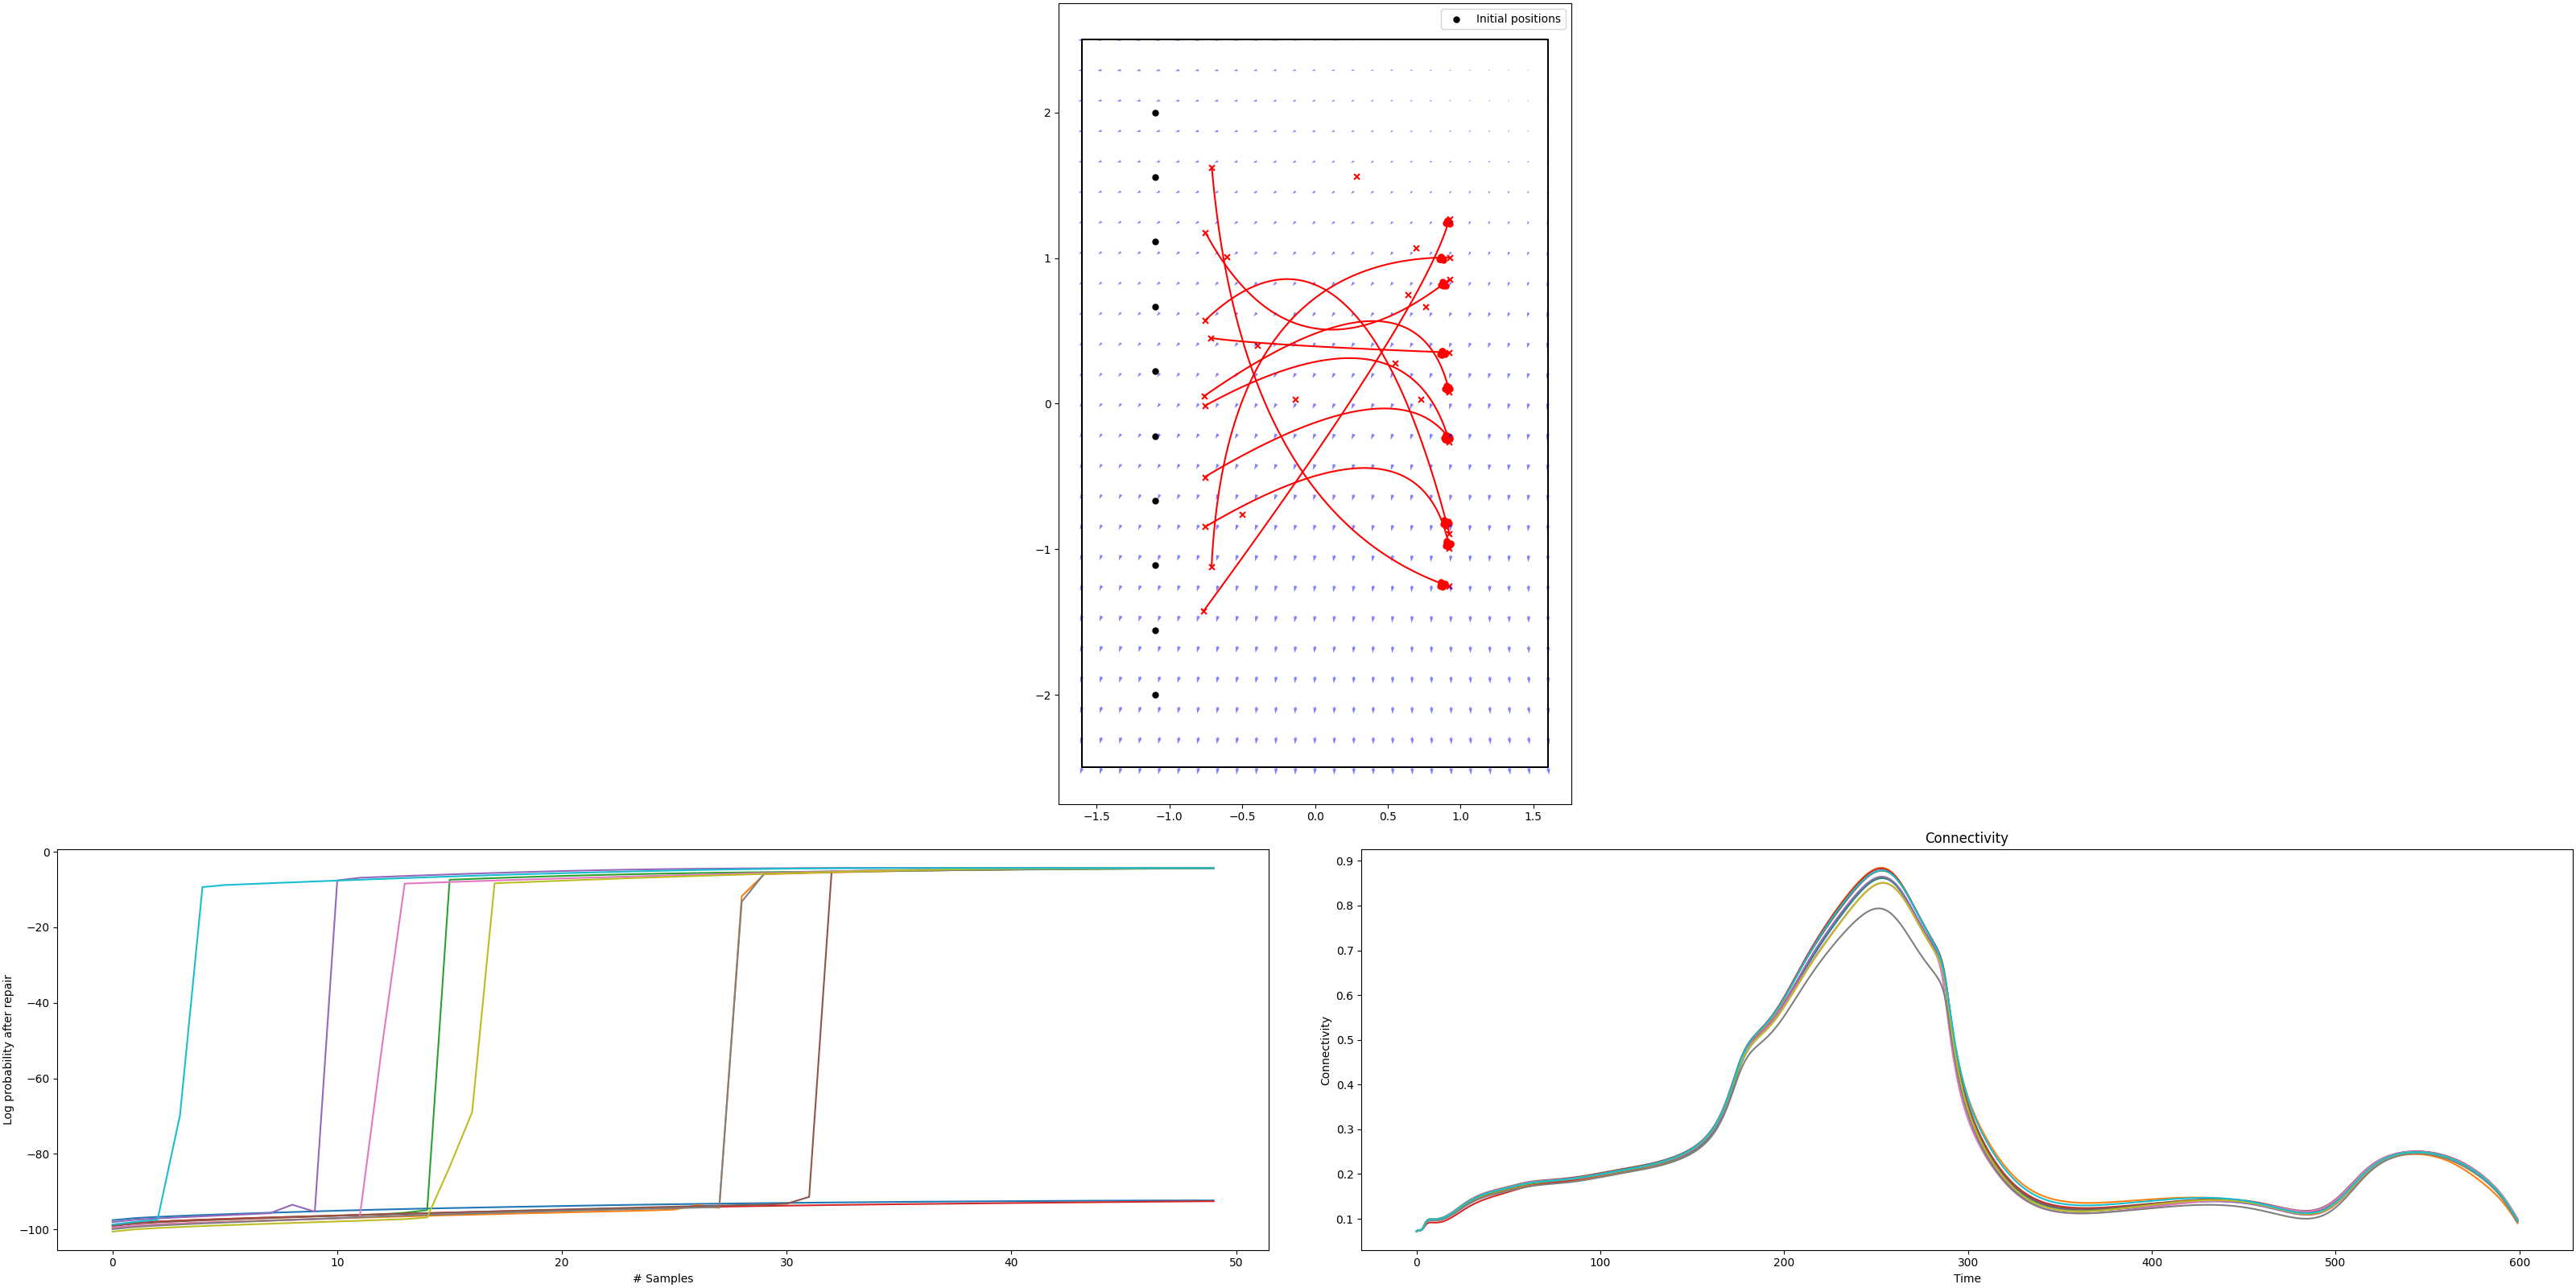 Initial positions
2
1
0
−1
−2
−1.5 −1.0 −0.5 0.0 0.5 1.0 1.5
Connectivity
0
−20
−40
−60
−80
−100
Log probability after repair
0 10 20 30 40 50
# Samples
0.9
0.8
0.7
0.6
0.5
0.4
0.3
0.2
0.1
Connectivity
0 100 200 300 400 500 600
Time